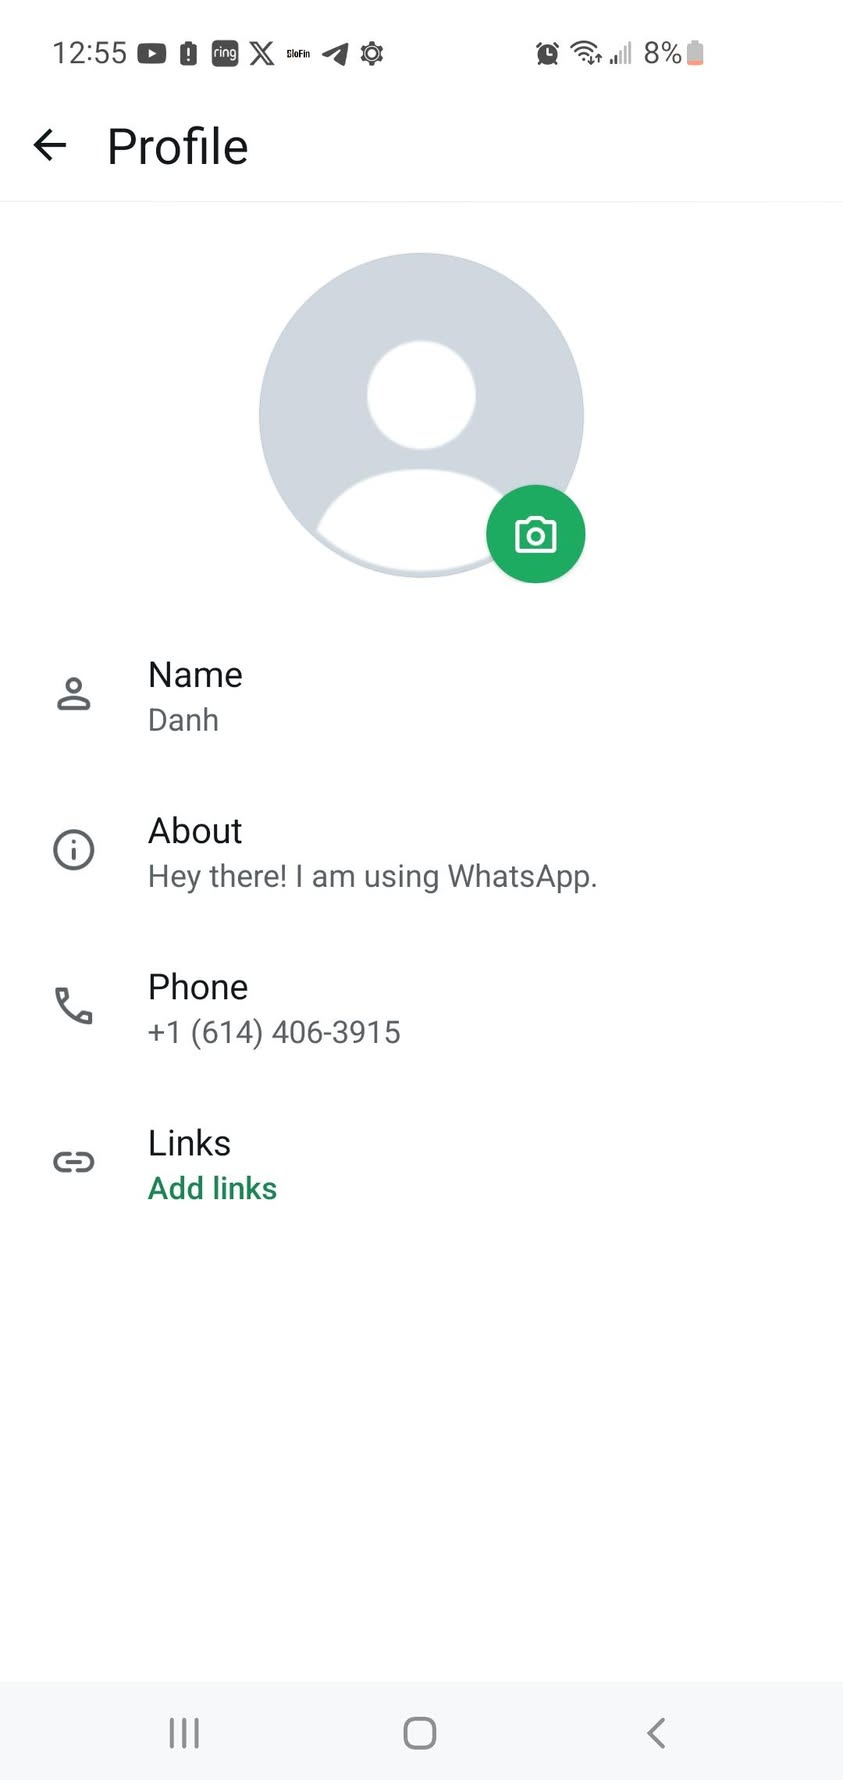 12:55 ring BloFin 8%
Profile
Name
Danh
About
Hey there! I am using WhatsApp.
Phone
+1 (614) 406-3915
Links
Add links